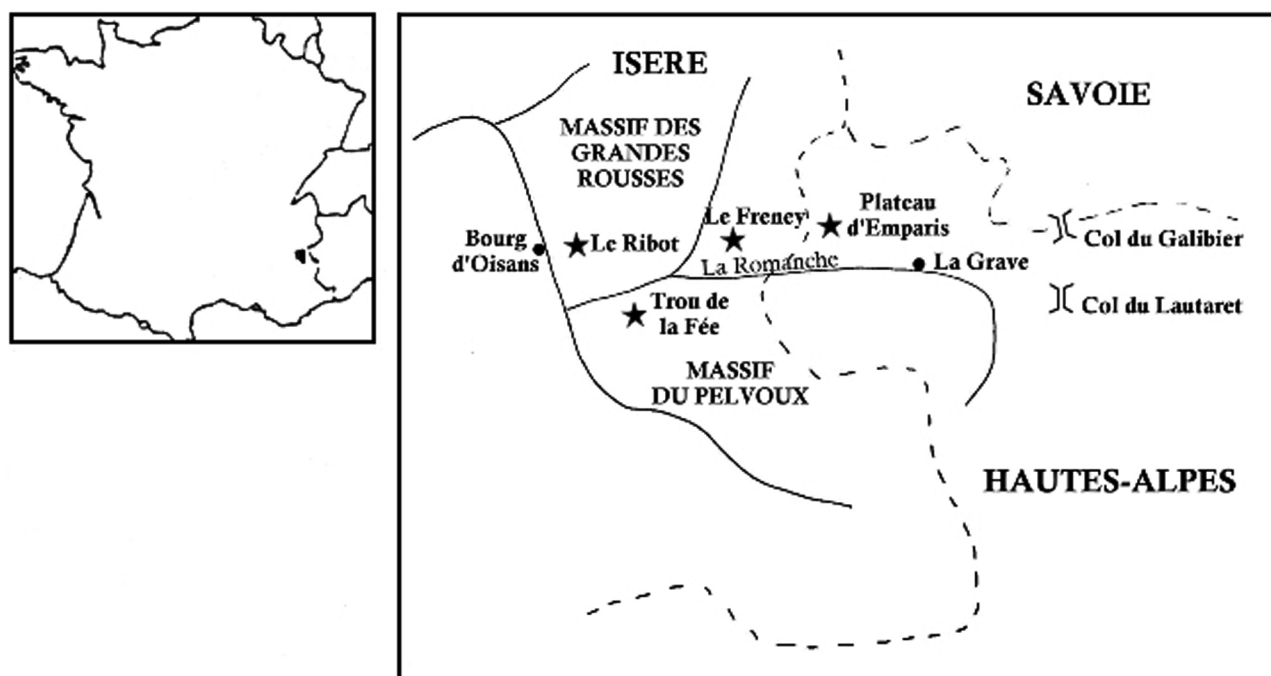 ISERE
SAVOIE
MASSIF DES
GRANDES
ROUSSES
Le Freney
Plateau
d'Emparis
Bourg
d'Oisans
Le Ribot
Col du Galibier
La Romanche
La Grave
Trou de
la Fée
Col du Lautaret
MASSIF
DU PELVOUX
HAUTES-ALPES